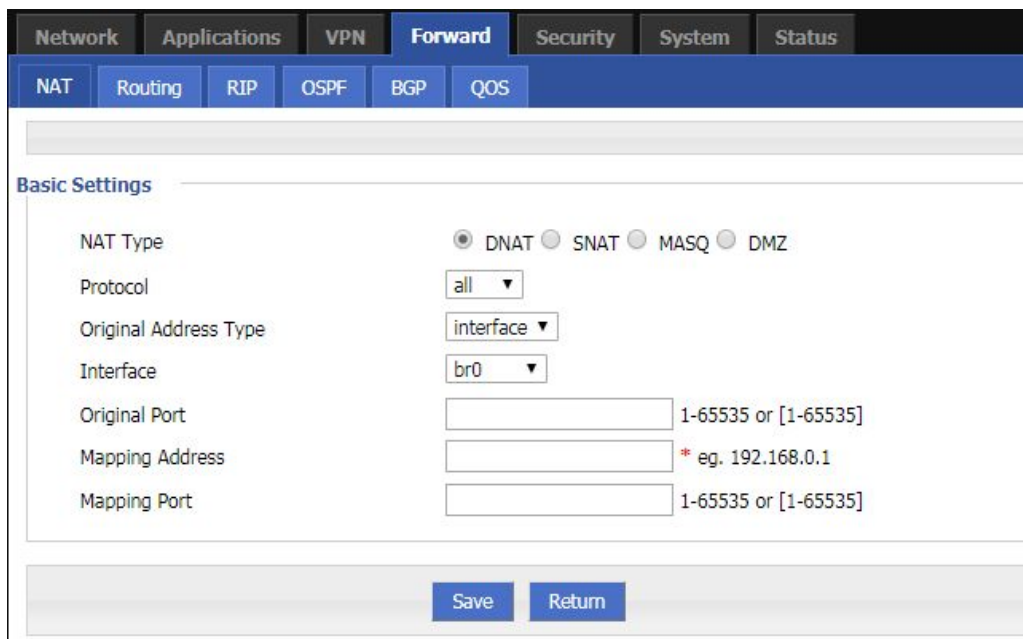 Network Applications VPN Forward Security System Status
NAT Routing RIP OSPF BGP QOS
Basic Settings
NAT Type DNAT SNAT MASQ DMZ
Protocol all
Original Address Type interface
Interface br0
Original Port 1-65535 or [1-65535]
Mapping Address * eg. 192.168.0.1
Mapping Port 1-65535 or [1-65535]
Save Return